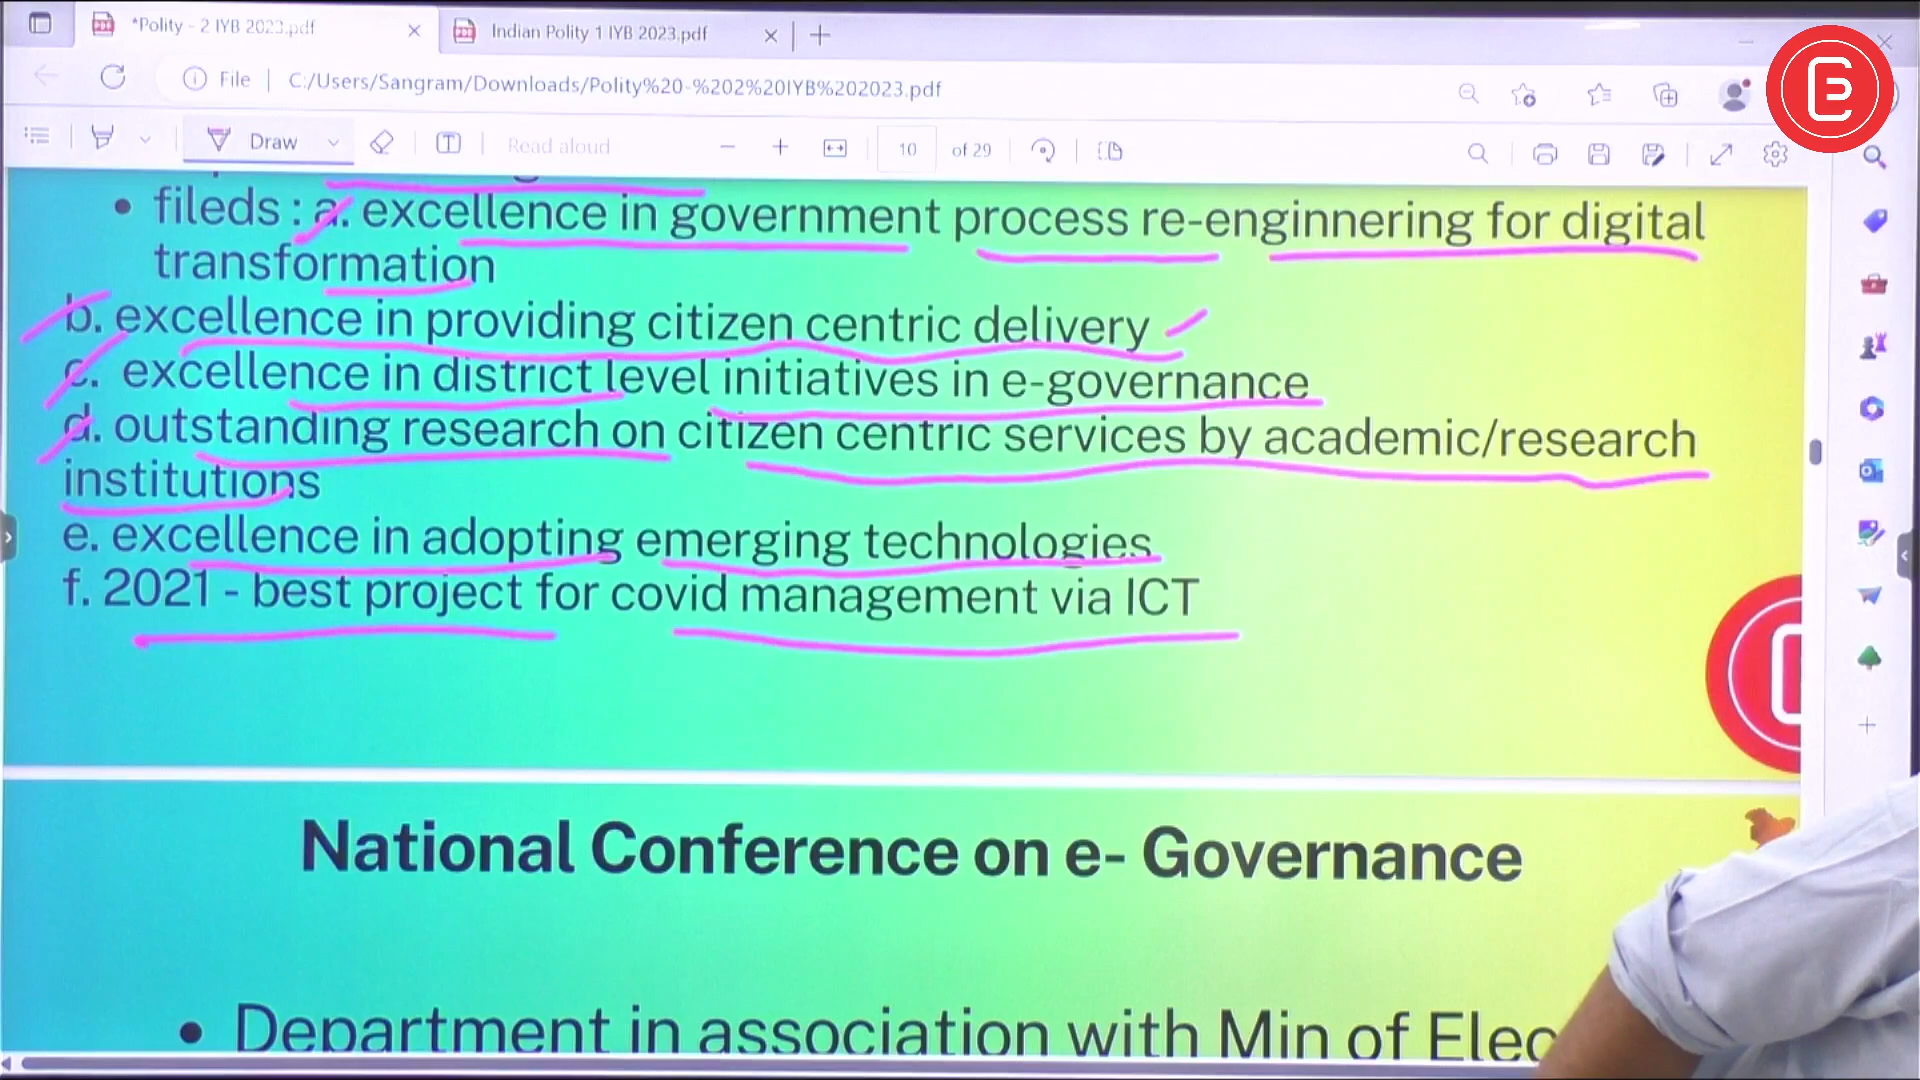 *Polity - 2 IYB 2023.pdf
Indian Polity 1 IYB 2023.pdf
File
C:/Users/Sangram/Downloads/Polity%20-%202%20IYB%202023.pdf
Draw
Read aloud
10
of 29
• fileds : a. excellence in government process re-enginnering for digital
transformation
b. excellence in providing citizen centric delivery
c. excellence in district level initiatives in e-governance
d. outstanding research on citizen centric services by academic/research
institutions
e. excellence in adopting emerging technologies
f. 2021 - best project for covid management via ICT
National Conference on e- Governance
• Department in association with Min of Elec